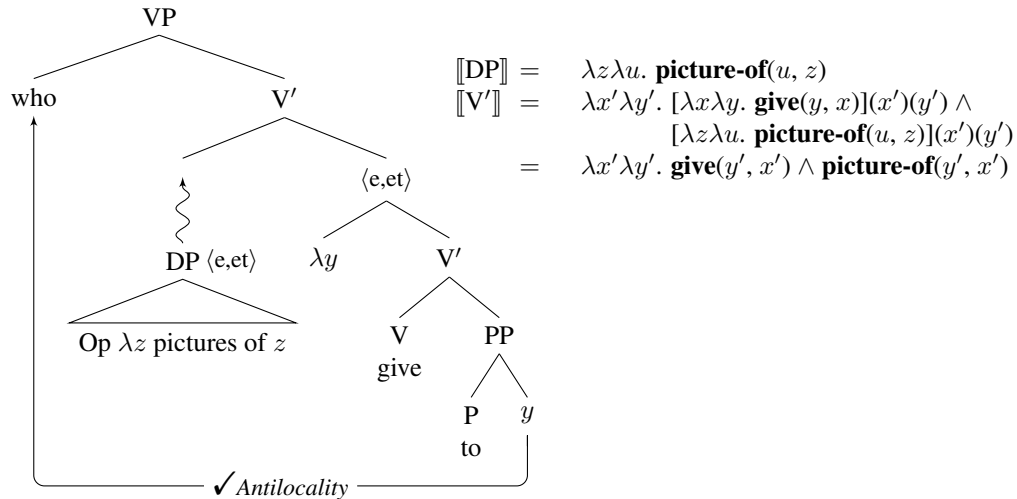 VP
who V′
⟦DP⟧ = λzλu. picture-of(u, z)
⟦V′⟧ = λx′λy′. [λxλy. give(y, x)](x′)(y′) ∧
[λzλu. picture-of(u, z)](x′)(y′)
= λx′λy′. give(y′, x′) ∧ picture-of(y′, x′)
⟨e,et⟩
DP ⟨e,et⟩ λy V′
Op λz pictures of z
V PP
give
P y
to
✓Antilocality